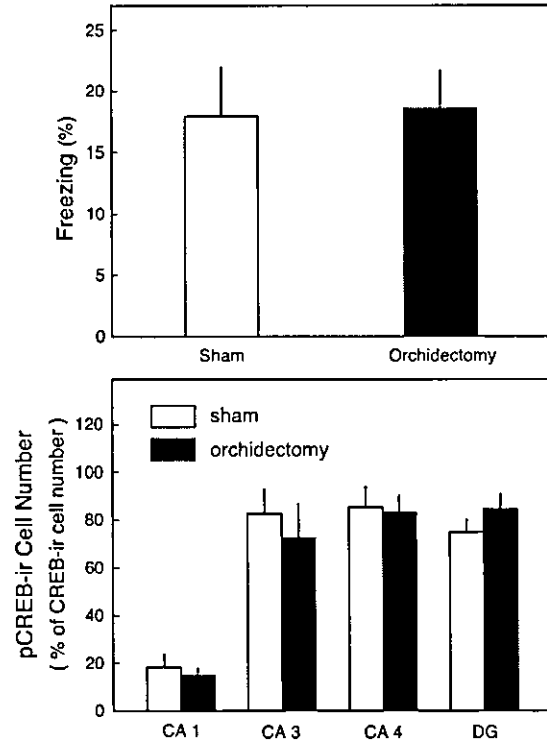 25
20
15
10
5
0
Freezing (%)
Sham Orchidectomy
120
100
80
60
40
20
0
pCREB-ir Cell Number
( % of CREB-ir cell number)
sham
orchidectomy
CA 1 CA 3 CA 4 DG